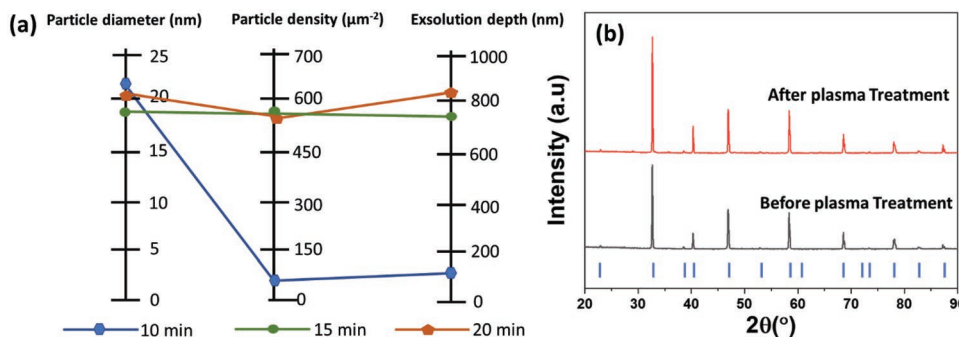 (a)
Particle diameter (nm) Particle density (µm⁻²) Exsolution depth (nm)
25 700 1000
20 600 800
15 450 600
10 300 400
5 150 200
0 0 0
10 min 15 min 20 min
(b)
Intensity (a.u)
After plasma Treatment
Before plasma Treatment
20 30 40 50 60 70 80 90
2θ(°)